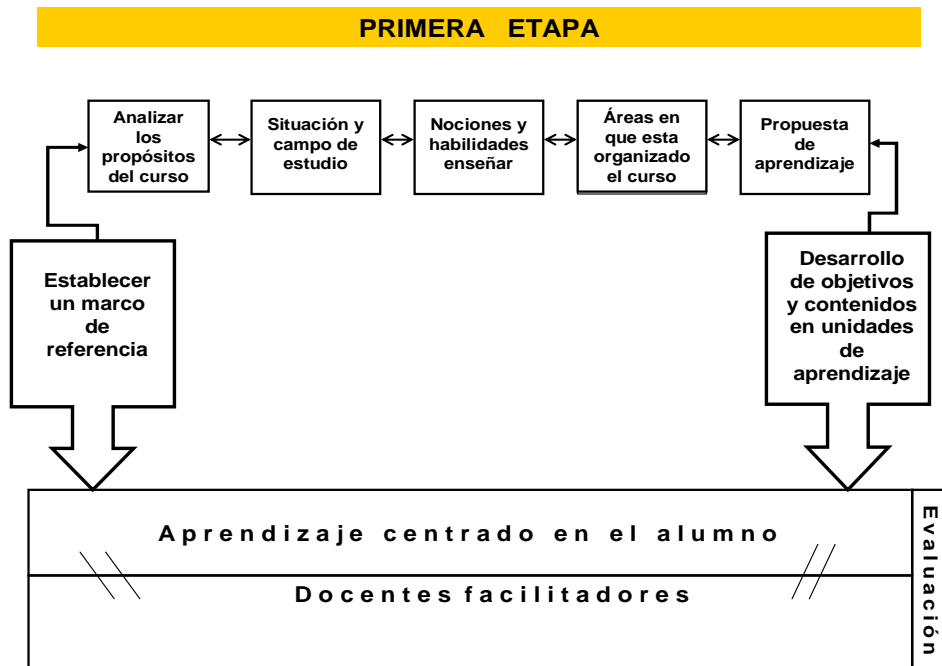 PRIMERA ETAPA
Analizar
los
propósitos
del curso
Situación y
campo de
estudio
Nociones y
habilidades
enseñar
Áreas en
que esta
organizado
el curso
Propuesta
de
aprendizaje
Establecer
un marco
de
referencia
Desarrollo
de objetivos
y contenidos
en unidades
de
aprendizaje
Aprendizaje centrado en el alumno
Docentes facilitadores
Evaluación